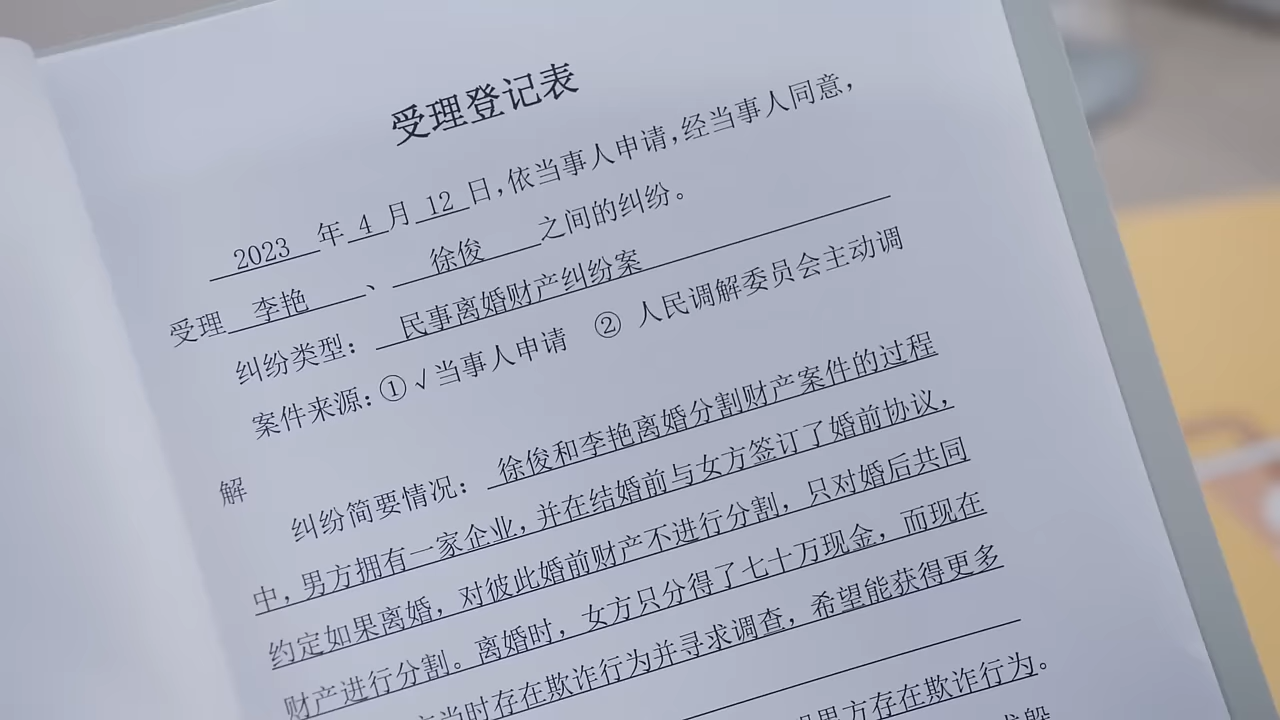 受理登记表
2023 年 4 月 12 日,依当事人申请,经当事人同意,
受理 李艳 、 徐俊 之间的纠纷。
纠纷类型: 民事离婚财产纠纷案
案件来源:①√当事人申请 ② 人民调解委员会主动调
解
纠纷简要情况: 徐俊和李艳离婚分割财产案件的过程
中,男方拥有一家企业,并在结婚前与女方签订了婚前协议,
约定如果离婚,对彼此婚前财产不进行分割,只对婚后共同
财产进行分割。离婚时,女方只分得了七十万现金,而现在
当时存在欺诈行为并寻求调查,希望能获得更多
男方存在欺诈行为。